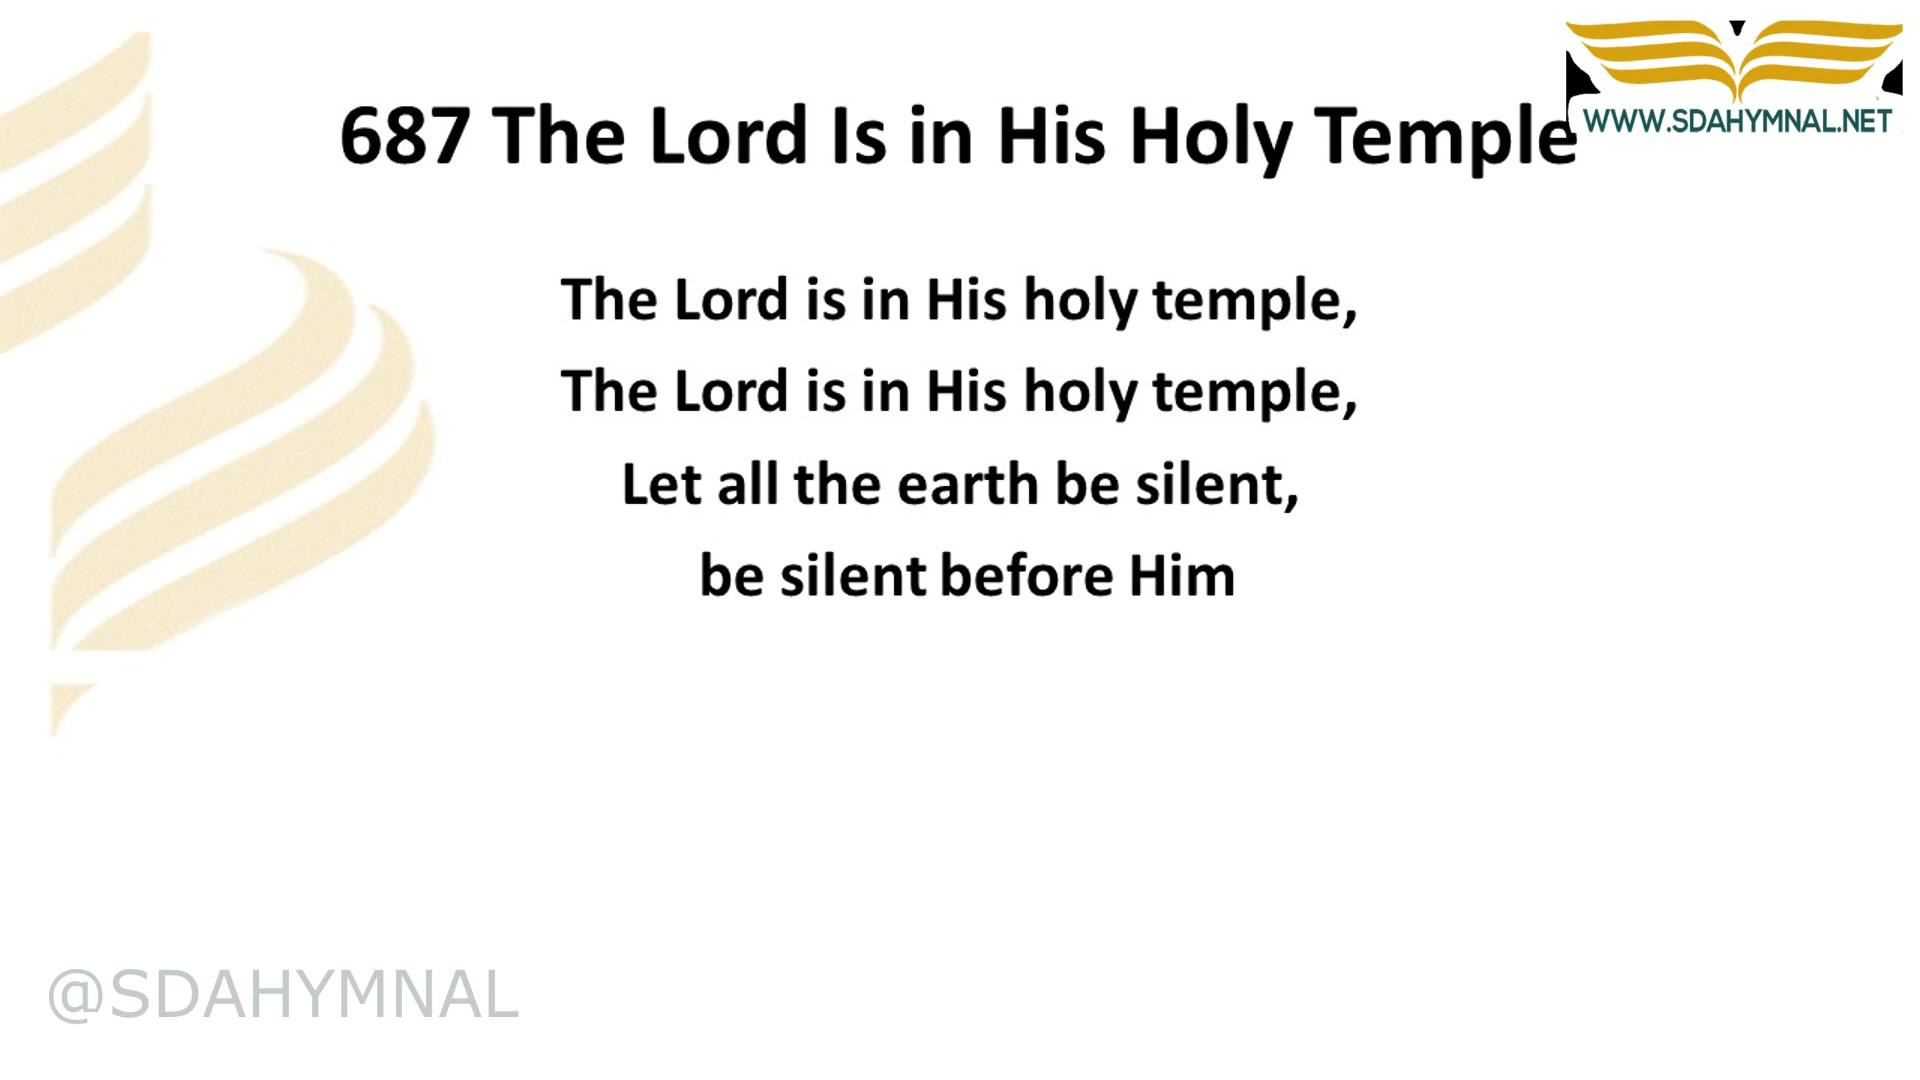 WWW.SDAHYMNAL.NET
687 The Lord Is in His Holy Temple
The Lord is in His holy temple,
The Lord is in His holy temple,
Let all the earth be silent,
be silent before Him
@SDAHYMNAL